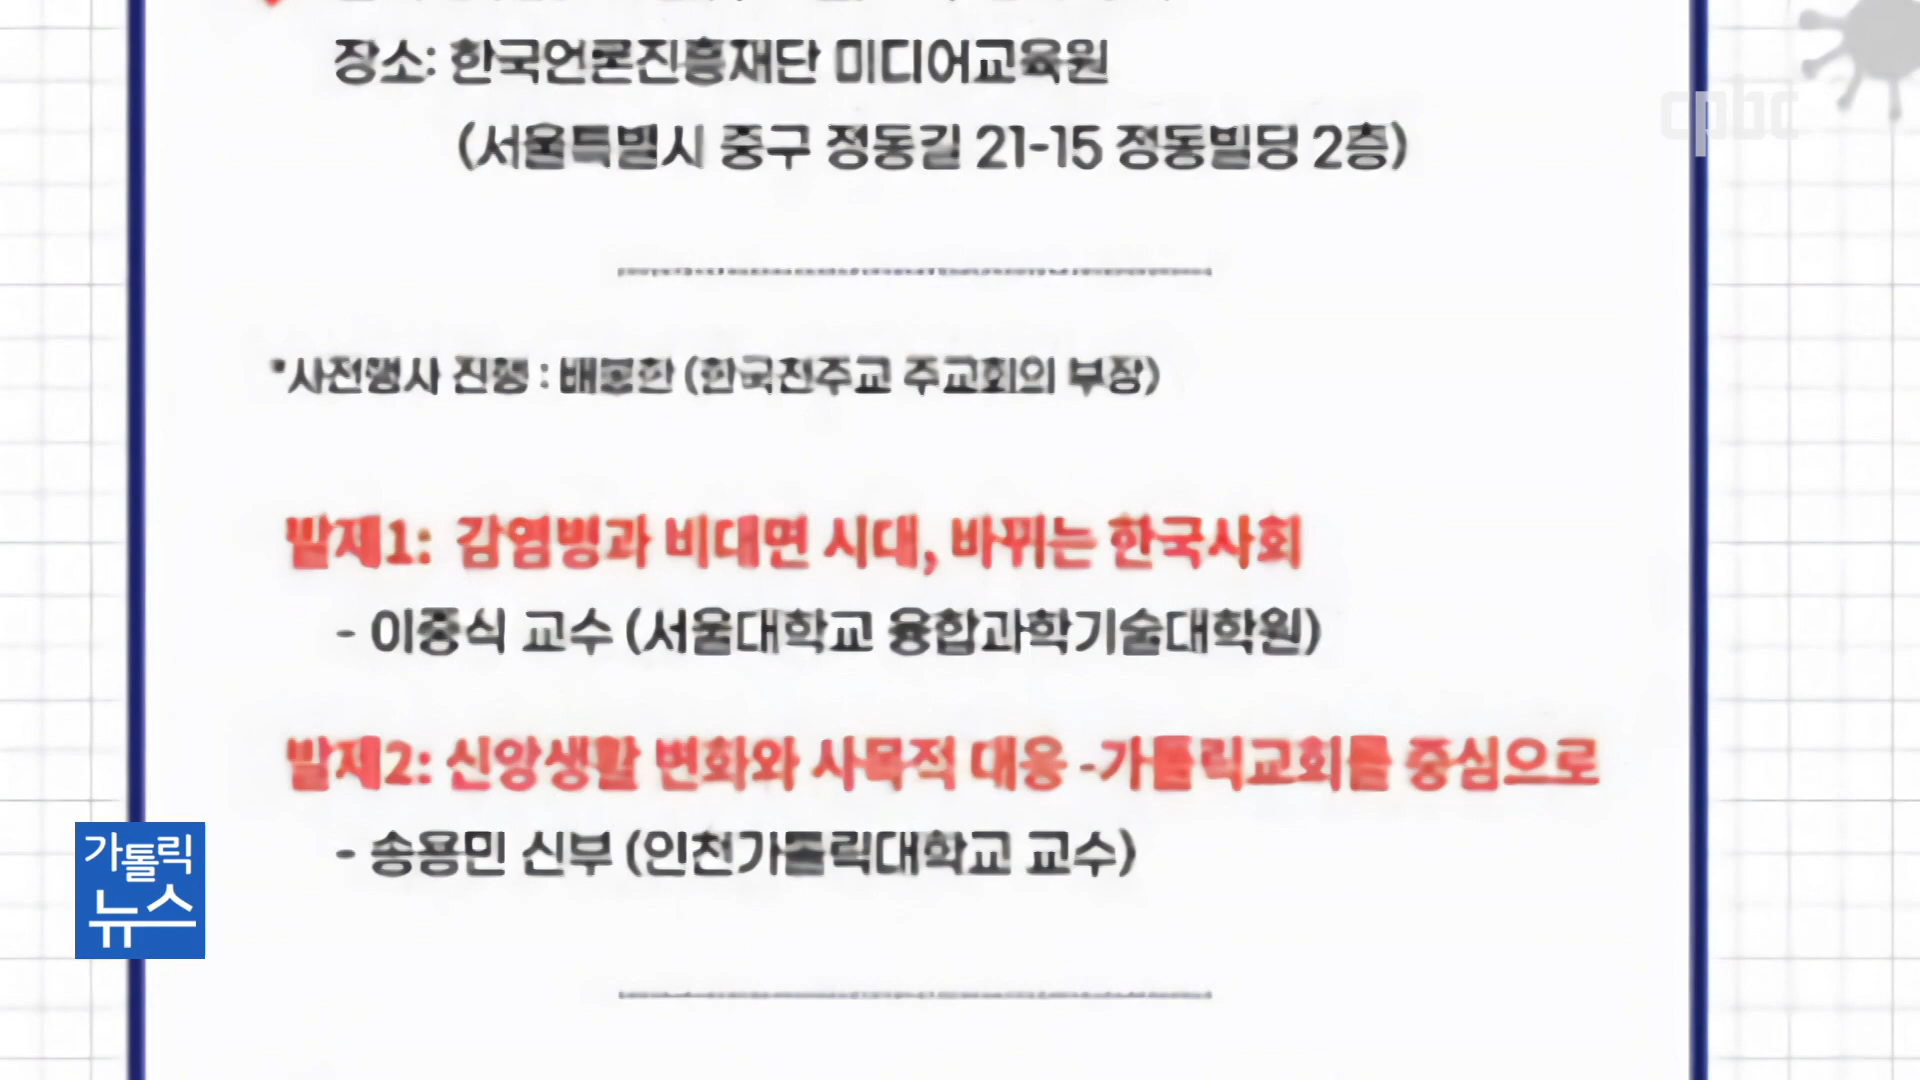 장소: 한국언론진흥재단 미디어교육원
(서울특별시 중구 정동길 21-15 정동빌딩 2층)
cpbc
*사전행사 진행 : (한국천주교 주교회의 부장)
발제1: 감염병과 비대면 시대, 바뀌는 한국사회
- 이중식 교수 (서울대학교 융합과학기술대학원)
발제2: 신앙생활 변화와 사목적 대응 -가톨릭교회를 중심으로
- 송용민 신부 (인천가톨릭대학교 교수)
가톨릭
뉴스